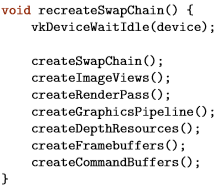 void recreateSwapChain() {
    vkDeviceWaitIdle(device);

    createSwapChain();
    createImageViews();
    createRenderPass();
    createGraphicsPipeline();
    createDepthResources();
    createFramebuffers();
    createCommandBuffers();
}